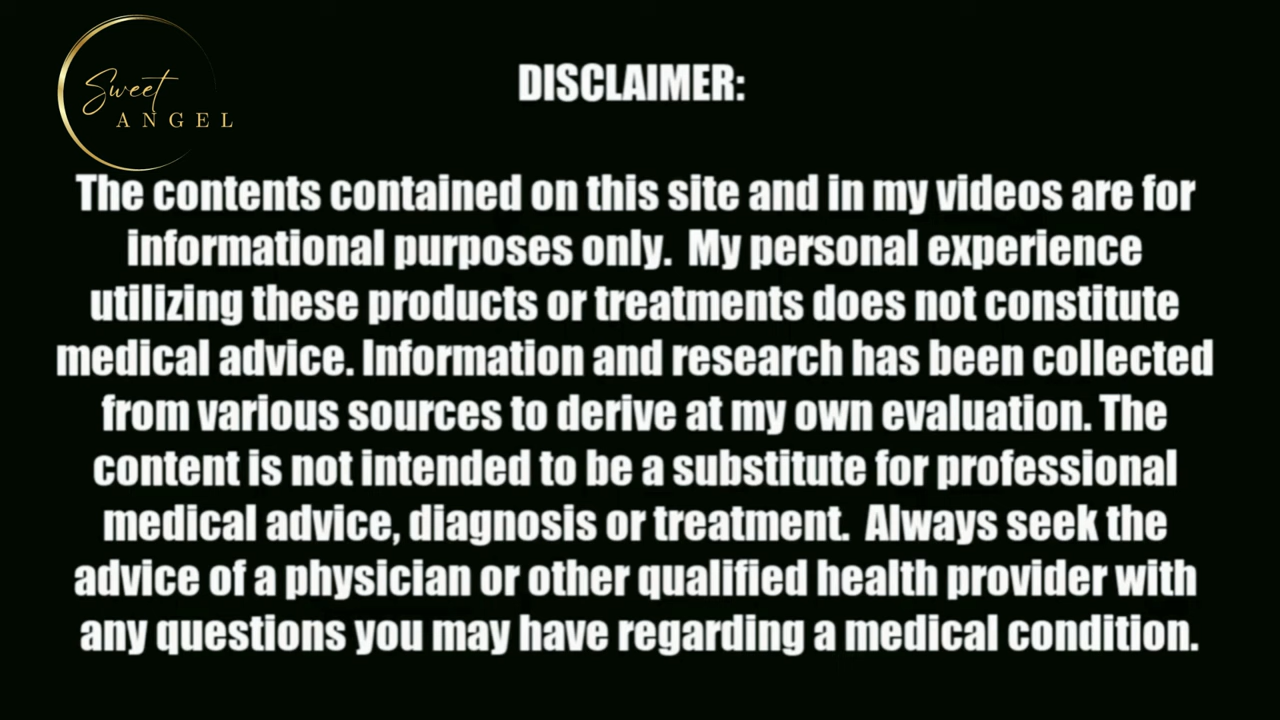 Sweet
ANGEL
DISCLAIMER:
The contents contained on this site and in my videos are for
informational purposes only.  My personal experience
utilizing these products or treatments does not constitute
medical advice. Information and research has been collected
from various sources to derive at my own evaluation. The
content is not intended to be a substitute for professional
medical advice, diagnosis or treatment.  Always seek the
advice of a physician or other qualified health provider with
any questions you may have regarding a medical condition.